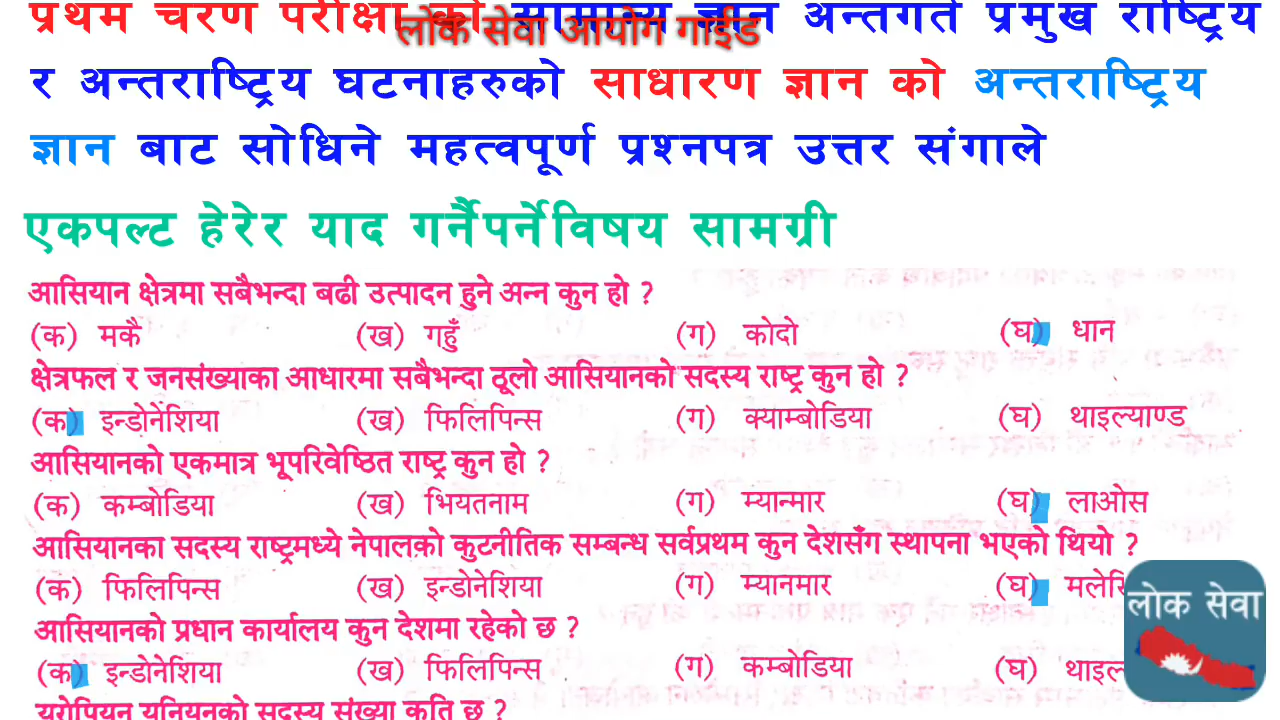 प्रथम चरण परीक्षा को सामान्य ज्ञान अन्तगर्त प्रमुख राष्ट्रिय
लोक सेवा आयोग गाईड
र अन्तराष्ट्रिय घटनाहरुको साधारण ज्ञान को अन्तराष्ट्रिय
ज्ञान बाट सोधिने महत्वपूर्ण प्रश्नपत्र उत्तर संगाले
एकपल्ट हेरेर याद गर्नैपर्नेविषय सामग्री
आसियान क्षेत्रमा सबैभन्दा बढी उत्पादन हुने अन्न कुन हो ?
(क) मकै (ख) गहुँ (ग) कोदो (घ) धान
क्षेत्रफल र जनसंख्याका आधारमा सबैभन्दा ठूलो आसियानको सदस्य राष्ट्र कुन हो ?
(क) इन्डोनेशिया (ख) फिलिपिन्स (ग) क्याम्बोडिया (घ) थाइल्याण्ड
आसियानको एकमात्र भूपरिवेष्ठित राष्ट्र कुन हो ?
(क) कम्बोडिया (ख) भियतनाम (ग) म्यान्मार (घ) लाओस
आसियानका सदस्य राष्ट्रमध्ये नेपालको कुटनीतिक सम्बन्ध सर्वप्रथम कुन देशसँग स्थापना भएको थियो ?
(क) फिलिपिन्स (ख) इन्डोनेशिया (ग) म्यानमार (घ)
लोक सेवा
आसियानको प्रधान कार्यालय कुन देशमा रहेको छ ?
(क) इन्डोनेशिया (ख) फिलिपिन्स (ग) कम्बोडिया (घ)
युरोपियन युनियनको सदस्य संख्या कति छ ?